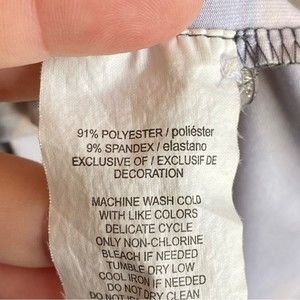 91% POLYESTER / poliéster
9% SPANDEX / elastano
EXCLUSIVE OF / EXCLUSIF DE
DECORATION
MACHINE WASH COLD
WITH LIKE COLORS
DELICATE CYCLE
ONLY NON-CHLORINE
BLEACH IF NEEDED
TUMBLE DRY LOW
COOL IRON IF NEEDED
DO NOT DRY CLEAN